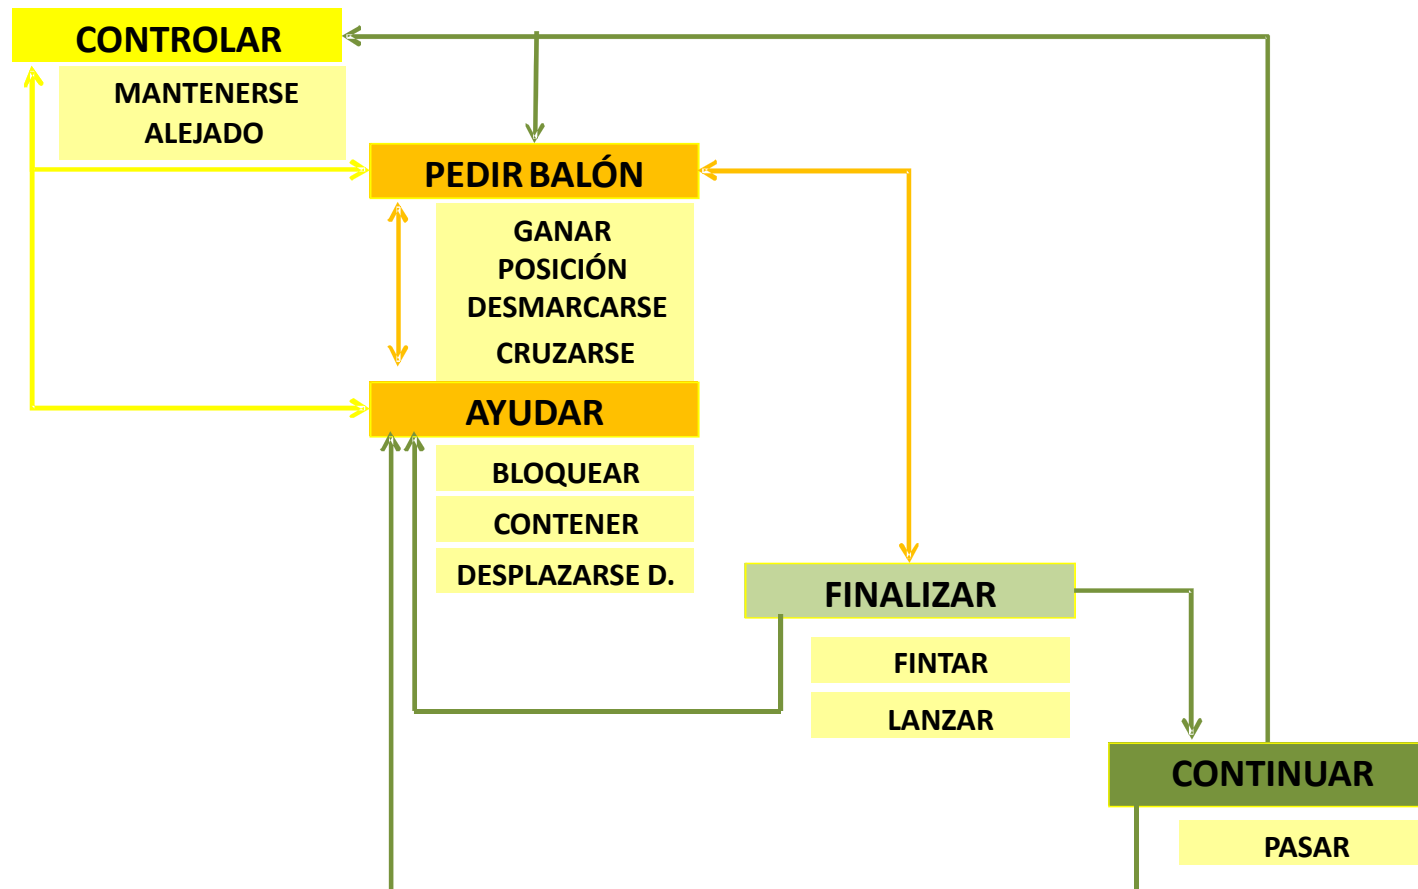 CONTROLAR
MANTENERSE
ALEJADO
PEDIR BALÓN
GANAR
POSICIÓN
DESMARCARSE
CRUZARSE
AYUDAR
BLOQUEAR
CONTENER
DESPLAZARSE D.
FINALIZAR
FINTAR
LANZAR
CONTINUAR
PASAR